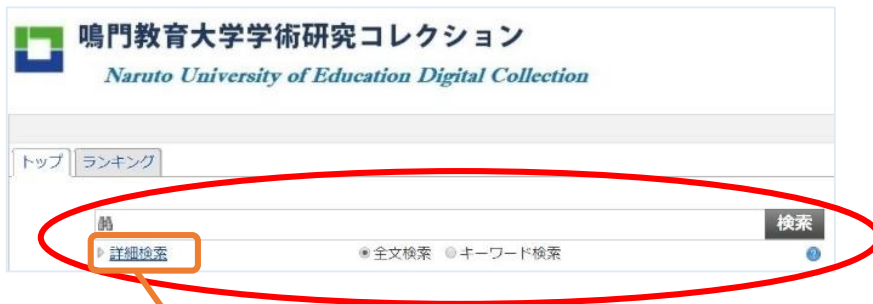 鳴門教育大学学術研究コレクション
Naruto University of Education Digital Collection
トップ ランキング
検索
詳細検索 全文検索 キーワード検索 ?